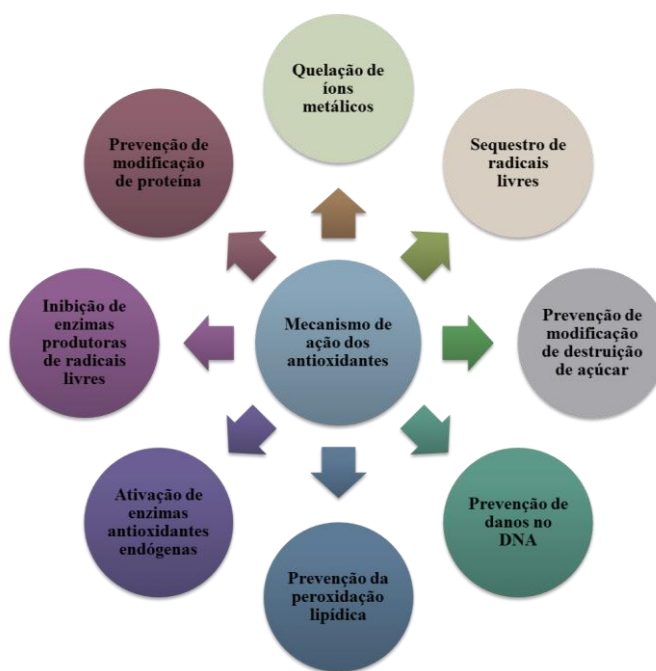 Quelação de
íons
metálicos
Sequestro de
radicais
livres
Prevenção de
modificação
de destruição
de açúcar
Prevenção de
danos no
DNA
Prevenção da
peroxidação
lipídica
Ativação de
enzimas
antioxidantes
endógenas
Inibição de
enzimas
produtoras
de radicais
livres
Prevenção de
modificação
de proteína
Mecanismo de
ação dos
antioxidantes